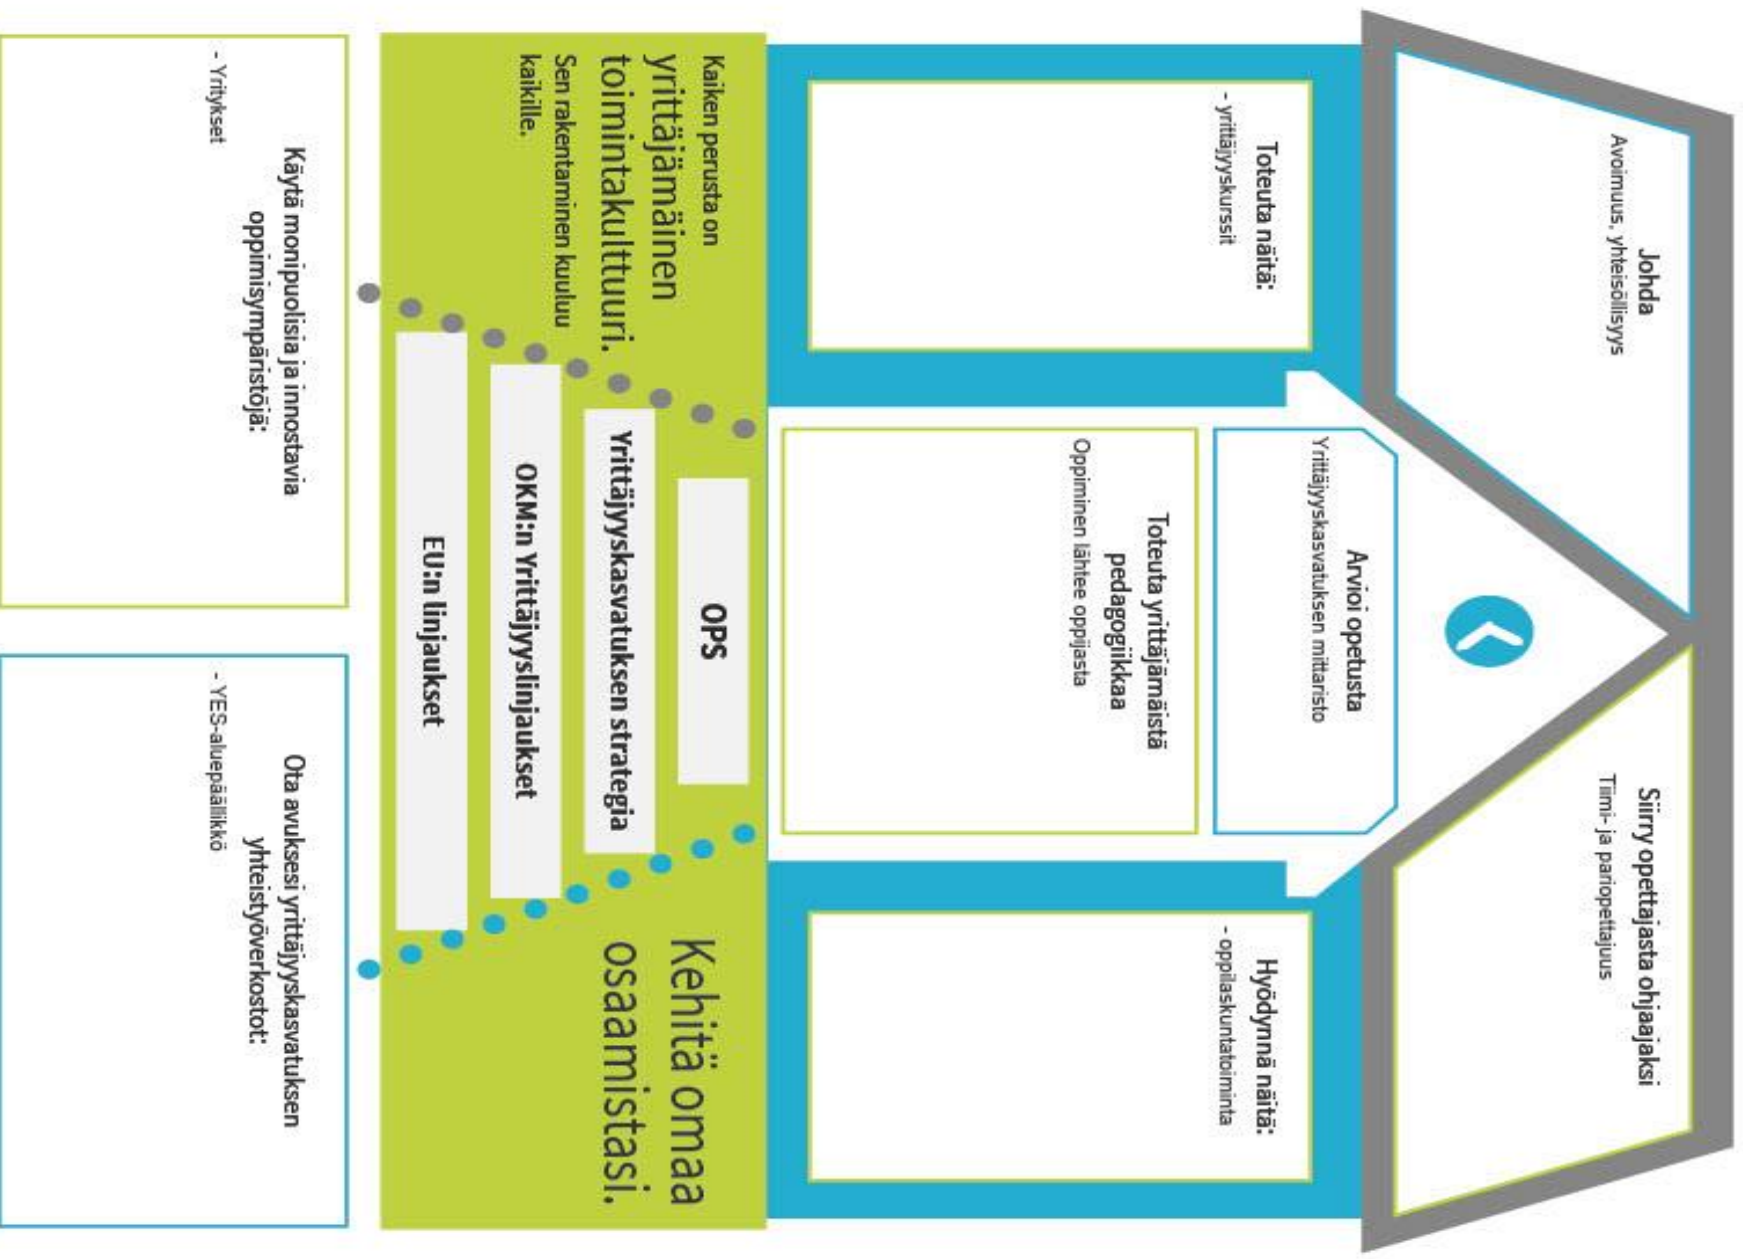 Johda
Avoimuus, yhteisöllisyys
Siirry opettajasta ohjaajaksi
Tiimi- ja pariopettajuus
Arvioi opetusta
Yrittäjyyskasvatuksen mittaristo
Toteuta näitä:
- yrittäjyyskurssit
Toteuta yrittäjämäistä
pedagogiikkaa
Oppiminen lähtee oppijasta
Hyödynnä näitä:
- oppilaskuntatoiminta
Kaiken perusta on
yrittäjämäinen
toimintakulttuuri.
Sen rakentaminen kuuluu
kaikille.
OPS
Yrittäjyyskasvatuksen strategia
OKM:n Yrittäjyyslinjaukset
EU:n linjaukset
Kehitä omaa
osaamistasi.
Käytä monipuolisia ja innostavia
oppimisympäristöjä:
- Yritykset
Ota avuksesi yrittäjyyskasvatuksen
yhteistyöverkostot:
- YES-aluepäällikkö